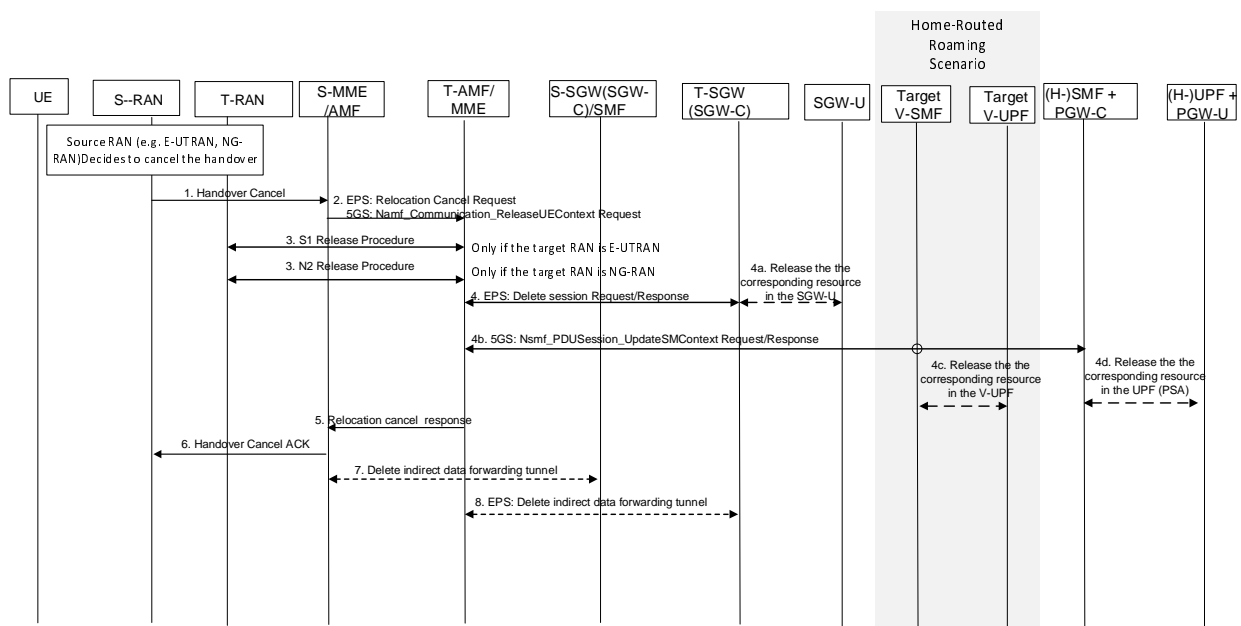 Home-Routed
Roaming
Scenario
UE
S--RAN
T-RAN
S-MME
/AMF
T-AMF/
MME
S-SGW(SGW-
C)/SMF
T-SGW
(SGW-C)
SGW-U
Target
V-SMF
Target
V-UPF
(H-)SMF +
PGW-C
(H-)UPF +
PGW-U
Source RAN (e.g. E-UTRAN, NG-
RAN)Decides to cancel the handover
1. Handover Cancel
2. EPS: Relocation Cancel Request
5GS: Namf_Communication_ReleaseUEContext Request
3. S1 Release Procedure
Only if the target RAN is E-UTRAN
3. N2 Release Procedure
Only if the target RAN is NG-RAN
4a. Release the the
corresponding resource
in the SGW-U
4. EPS: Delete session Request/Response
4b. 5GS: Nsmf_PDUSession_UpdateSMContext Request/Response
4c. Release the the
corresponding resource
in the V-UPF
4d. Release the the
corresponding resource
in the UPF (PSA)
5. Relocation cancel response
6. Handover Cancel ACK
7. Delete indirect data forwarding tunnel
8. EPS: Delete indirect data forwarding tunnel